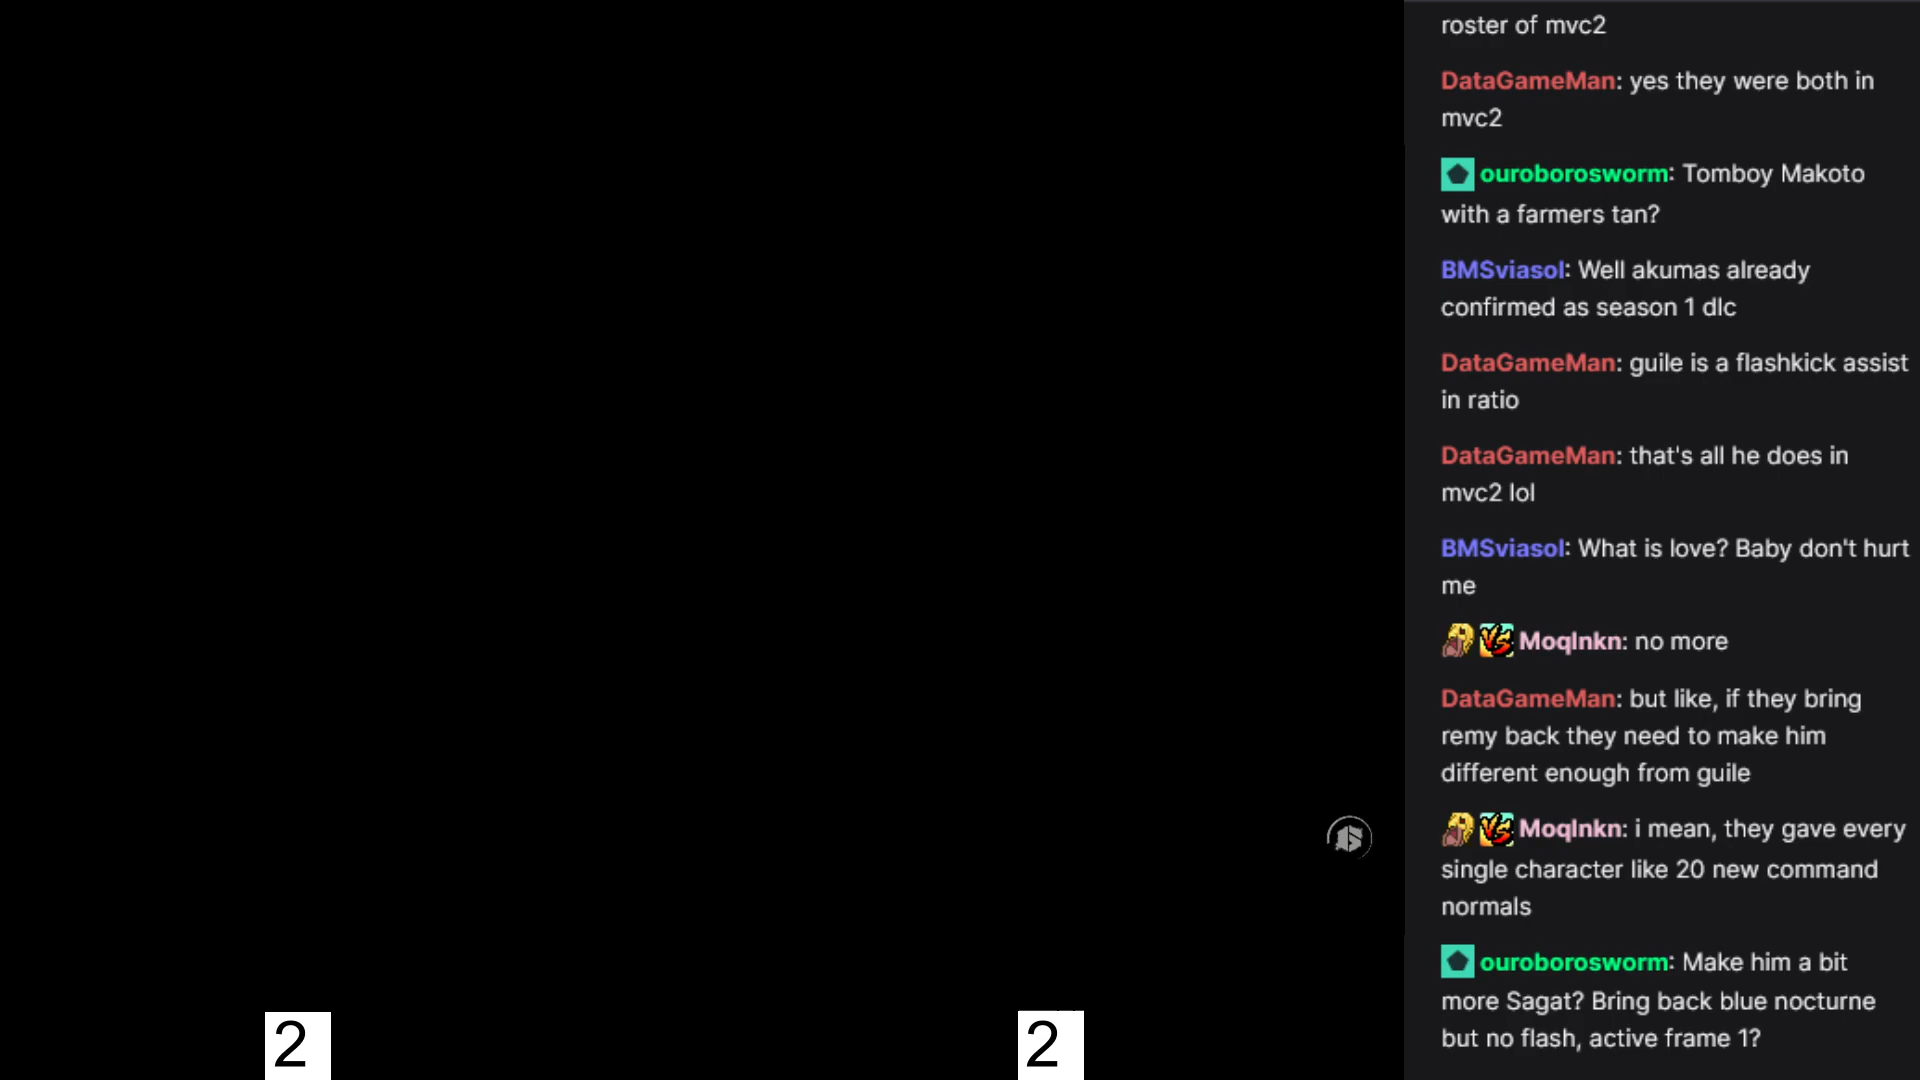 roster of mvc2
DataGameMan: yes they were both in
mvc2
ouroborosworm: Tomboy Makoto
with a farmers tan?
BMSviasol: Well akumas already
confirmed as season 1 dlc
DataGameMan: guile is a flashkick assist
in ratio
DataGameMan: that's all he does in
mvc2 lol
BMSviasol: What is love? Baby don't hurt
me
MoqInkn: no more
DataGameMan: but like, if they bring
remy back they need to make him
different enough from guile
MoqInkn: i mean, they gave every
single character like 20 new command
normals
ouroborosworm: Make him a bit
more Sagat? Bring back blue nocturne
but no flash, active frame 1?
2
2